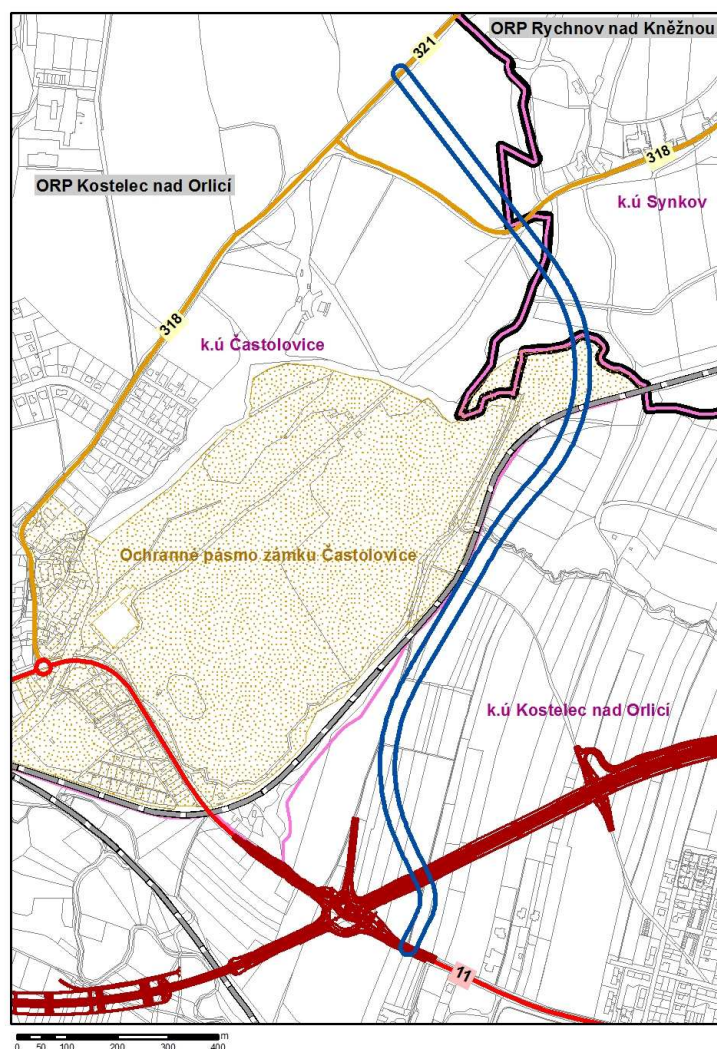 ORP Rychnov nad Kněžnou
321
318
ORP Kostelec nad Orlicí
k.ú Synkov
318
k.ú Častolovice
Ochranné pásmo zámku Častolovice
k.ú Kostelec nad Orlicí
11
m
0 50 100 200 300 400